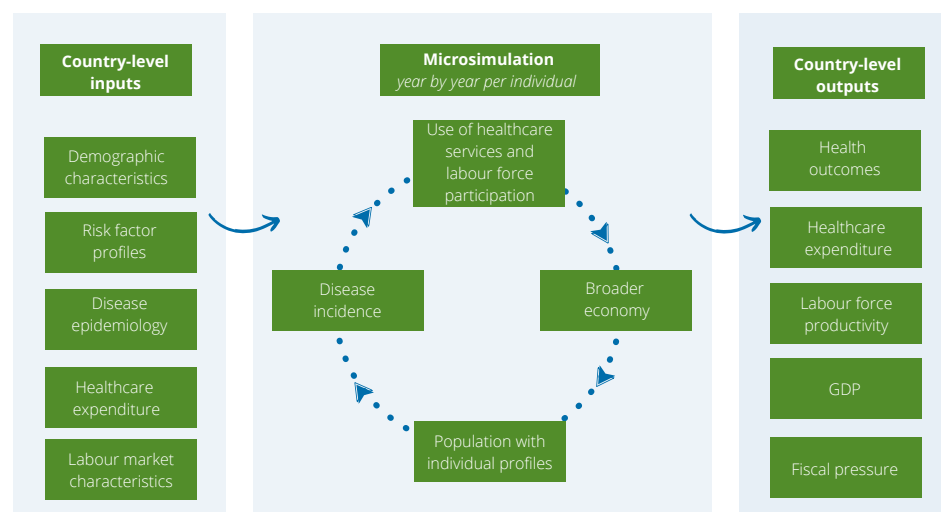 Country-level
inputs
Demographic
characteristics
Risk factor
profiles
Disease
epidemiology
Healthcare
expenditure
Labour market
characteristics
Microsimulation
year by year per individual
Use of healthcare
services and
labour force
participation
Disease
incidence
Broader
economy
Population with
individual profiles
Country-level
outputs
Health
outcomes
Healthcare
expenditure
Labour force
productivity
GDP
Fiscal pressure